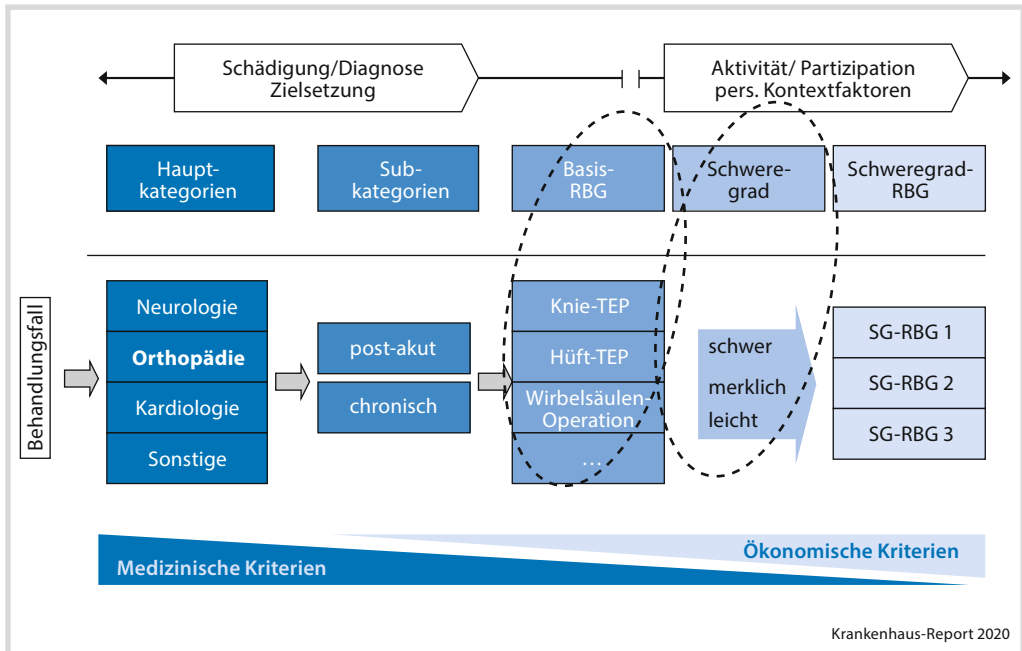 Schädigung/Diagnose
Zielsetzung
Aktivität/ Partizipation
pers. Kontextfaktoren
Haupt-
kategorien
Sub-
kategorien
Basis-
RBG
Schwere-
grad
Schweregrad-
RBG
Behandlungsfall
Neurologie
Orthopädie
Kardiologie
Sonstige
post-akut
chronisch
Knie-TEP
Hüft-TEP
Wirbelsäulen-
Operation
...
schwer
merklich
leicht
SG-RBG 1
SG-RBG 2
SG-RBG 3
Ökonomische Kriterien
Medizinische Kriterien
Krankenhaus-Report 2020